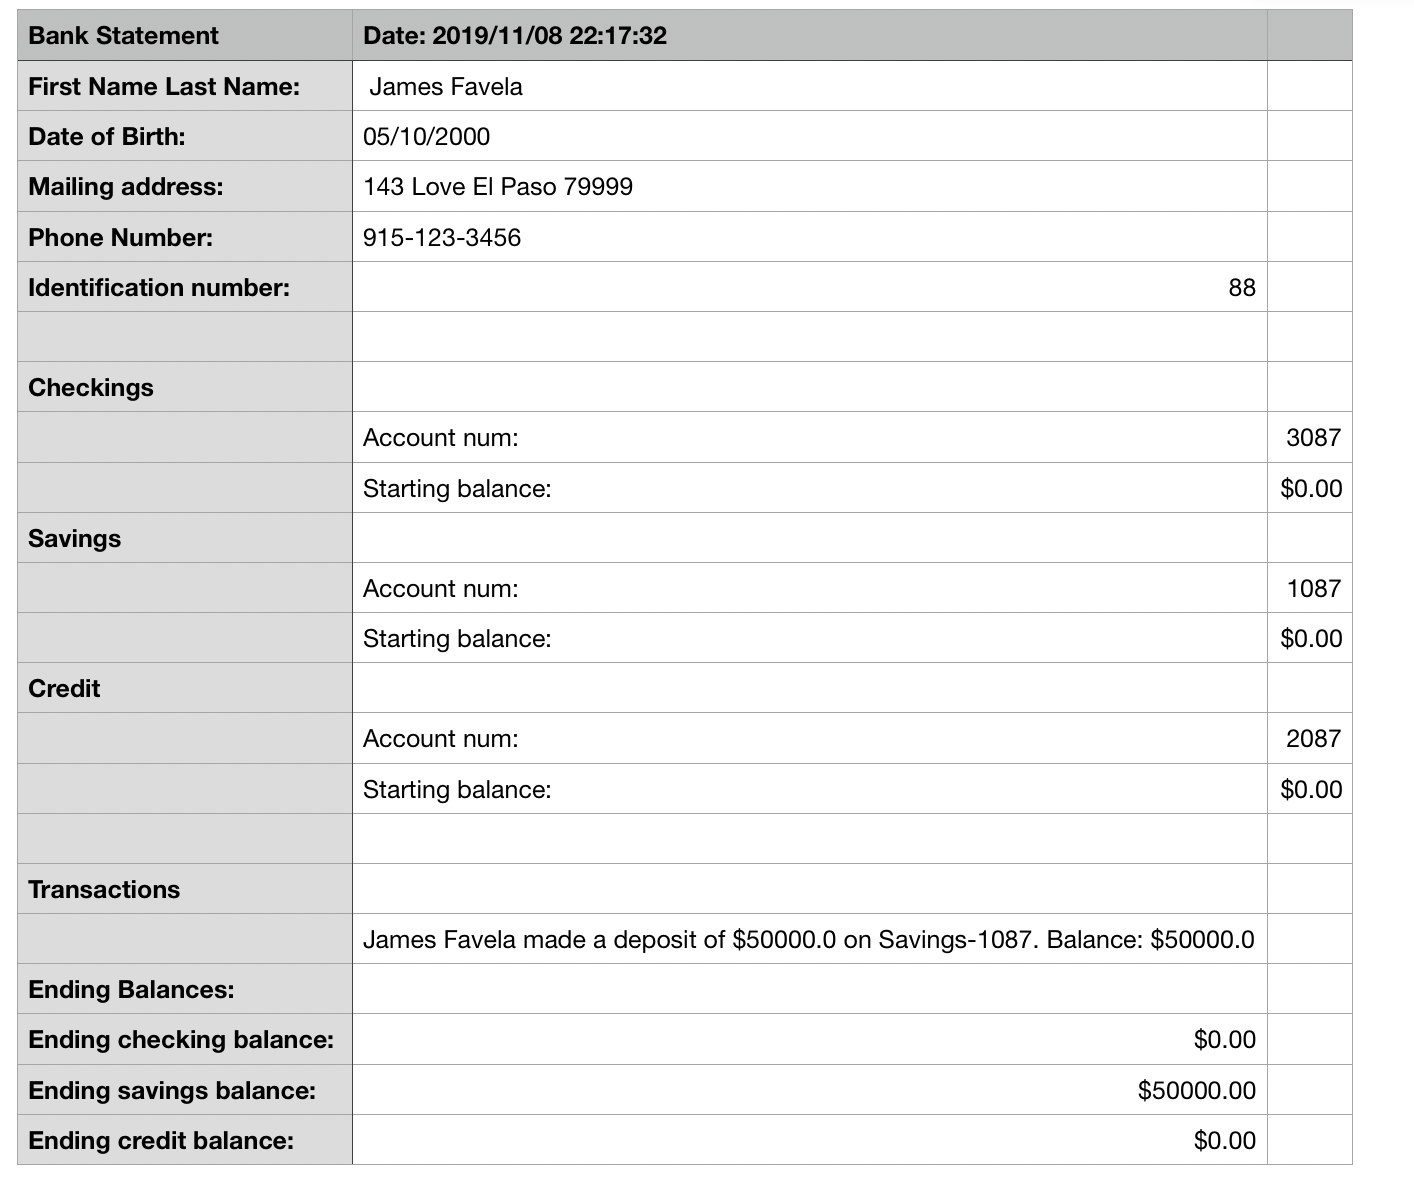 Bank Statement Date: 2019/11/08 22:17:32
First Name Last Name: James Favela
Date of Birth: 05/10/2000
Mailing address: 143 Love El Paso 79999
Phone Number: 915-123-3456
Identification number: 88
Checkings
Account num: 3087
Starting balance: $0.00
Savings
Account num: 1087
Starting balance: $0.00
Credit
Account num: 2087
Starting balance: $0.00
Transactions
James Favela made a deposit of $50000.0 on Savings-1087. Balance: $50000.0
Ending Balances:
Ending checking balance: $0.00
Ending savings balance: $50000.00
Ending credit balance: $0.00